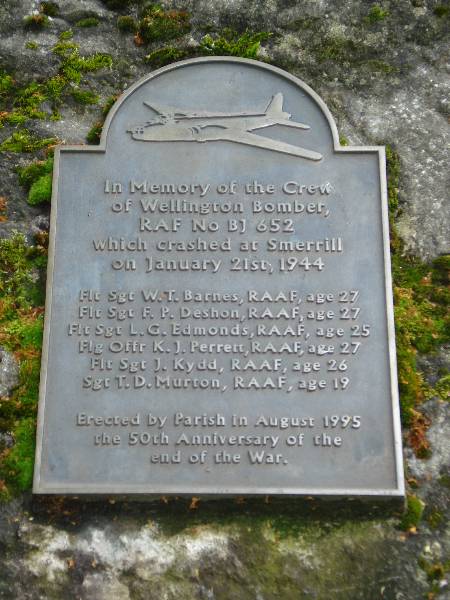 In Memory of the Crew
of Wellington Bomber,
RAF No BJ 652
which crashed at Smerrill
on January 21st, 1944
Flt Sgt W.T. Barnes, RAAF, age 27
Flt Sgt F.P. Deshon, RAAF, age 27
Flt Sgt L.G. Edmonds, RAAF, age 25
Flg Offr K.J. Perrett, RAAF, age 27
Flt Sgt J. Kydd, RAAF, age 26
Sgt T.D. Murton, RAAF, age 19
Erected by Parish in August 1995
the 50th Anniversary of the
end of the War.